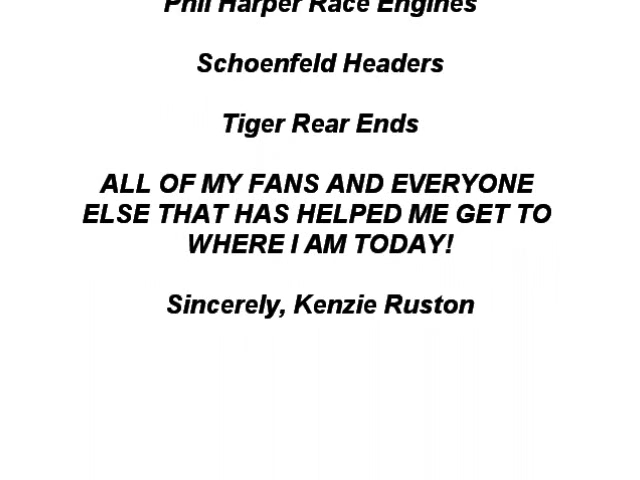 Phil Harper Race Engines
Schoenfeld Headers
Tiger Rear Ends
ALL OF MY FANS AND EVERYONE
ELSE THAT HAS HELPED ME GET TO
WHERE I AM TODAY!
Sincerely, Kenzie Ruston